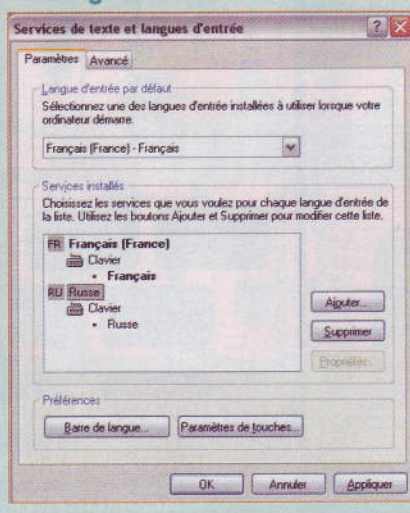 Services de texte et langues d'entrée
Paramètres Avancé
Langue d'entrée par défaut
Sélectionnez une des langues d'entrée installées à utiliser lorsque votre
ordinateur démarre.
Français (France) - Français
Services installés
Choisissez les services que vous voulez pour chaque langue d'entrée de
la liste. Utilisez les boutons Ajouter et Supprimer pour modifier cette liste.
FR Français (France)
Clavier
• Français
RU Russe
Clavier
• Russe
Ajouter...
Supprimer
Propriétés...
Préférences
Barre de langue... Paramètres de touches...
OK Annuler Appliquer